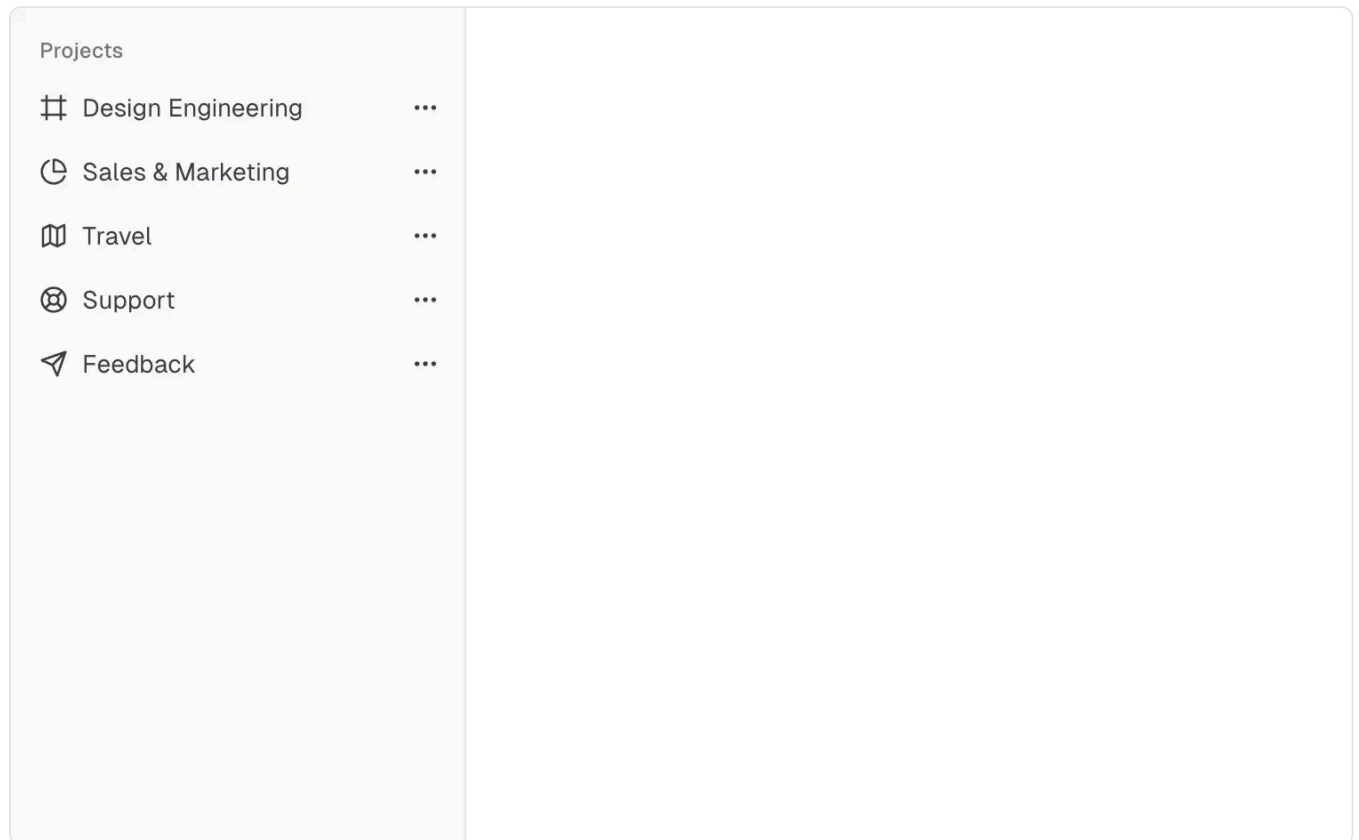 Projects
Design Engineering
Sales & Marketing
Travel
Support
Feedback